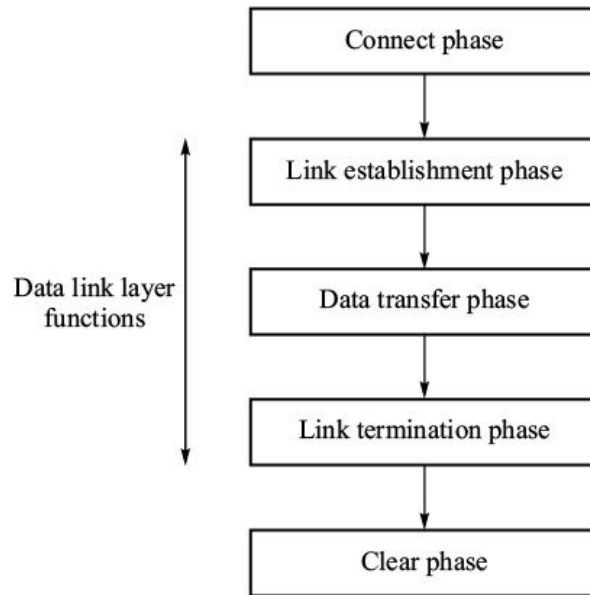 Connect phase
Link establishment phase
Data link layer
functions
Data transfer phase
Link termination phase
Clear phase